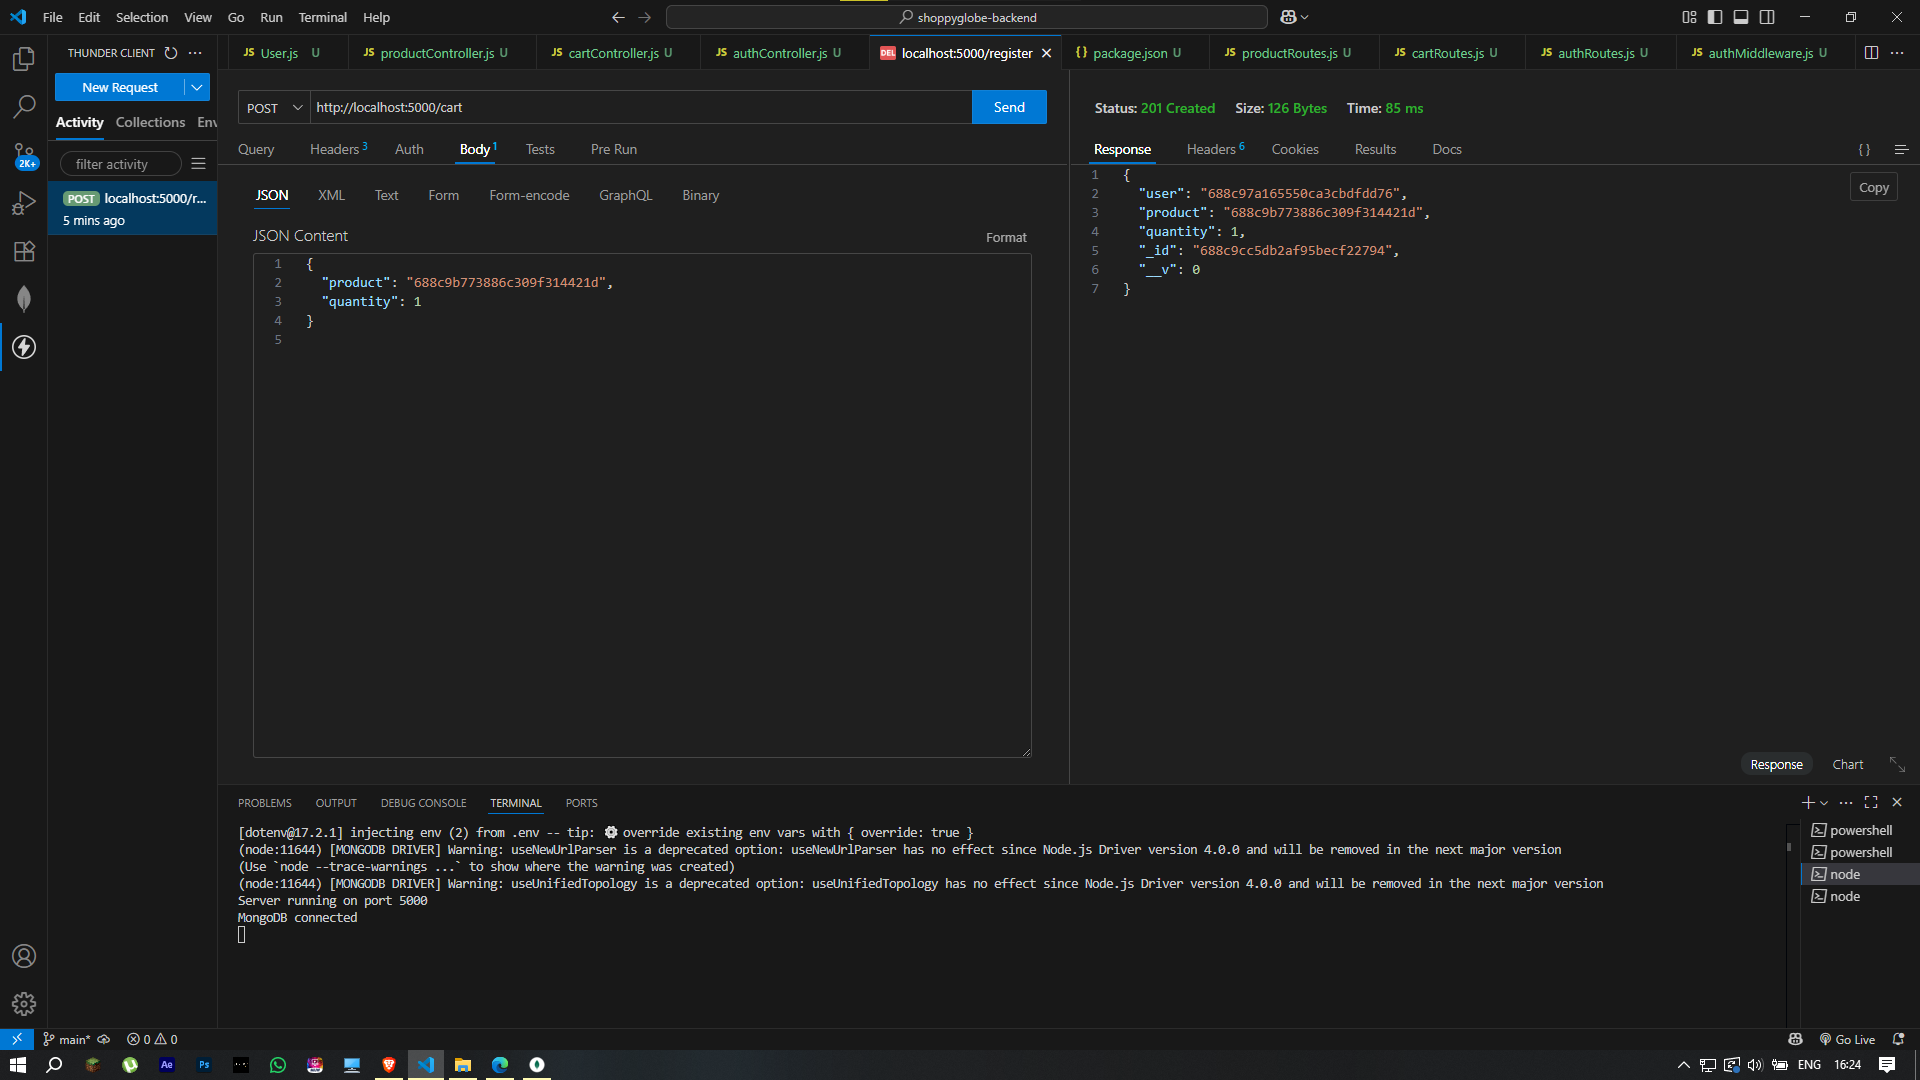 File Edit Selection View Go Run Terminal Help
shoppyglobe-backend
THUNDER CLIENT
JS User.js U
JS productController.js U
JS cartController.js U
JS authController.js U
DEL localhost:5000/register
{} package.json U
JS productRoutes.js U
JS cartRoutes.js U
JS authRoutes.js U
JS authMiddleware.js U
New Request
Activity Collections Env
filter activity
POST localhost:5000/r...
5 mins ago
2K+
POST http://localhost:5000/cart Send
Query Headers 3 Auth Body 1 Tests Pre Run
JSON XML Text Form Form-encode GraphQL Binary
JSON Content
Format
1 {
2 "product": "688c9b773886c309f314421d",
3 "quantity": 1
4 }
5
Status: 201 Created Size: 126 Bytes Time: 85 ms
Response Headers 6 Cookies Results Docs
{ }
Copy
1 {
2 "user": "688c97a165550ca3cbdfdd76",
3 "product": "688c9b773886c309f314421d",
4 "quantity": 1,
5 "_id": "688c9cc5db2af95becf22794",
6 "__v": 0
7 }
Response Chart
PROBLEMS OUTPUT DEBUG CONSOLE TERMINAL PORTS
[dotenv@17.2.1] injecting env (2) from .env -- tip: ⚙️ override existing env vars with { override: true }
(node:11644) [MONGODB DRIVER] Warning: useNewUrlParser is a deprecated option: useNewUrlParser has no effect since Node.js Driver version 4.0.0 and will be removed in the next major version
(Use `node --trace-warnings ...` to show where the warning was created)
(node:11644) [MONGODB DRIVER] Warning: useUnifiedTopology is a deprecated option: useUnifiedTopology has no effect since Node.js Driver version 4.0.0 and will be removed in the next major version
Server running on port 5000
MongoDB connected
powershell
powershell
node
node
main* 0 0
Go Live
Ae Ps
ENG 16:24